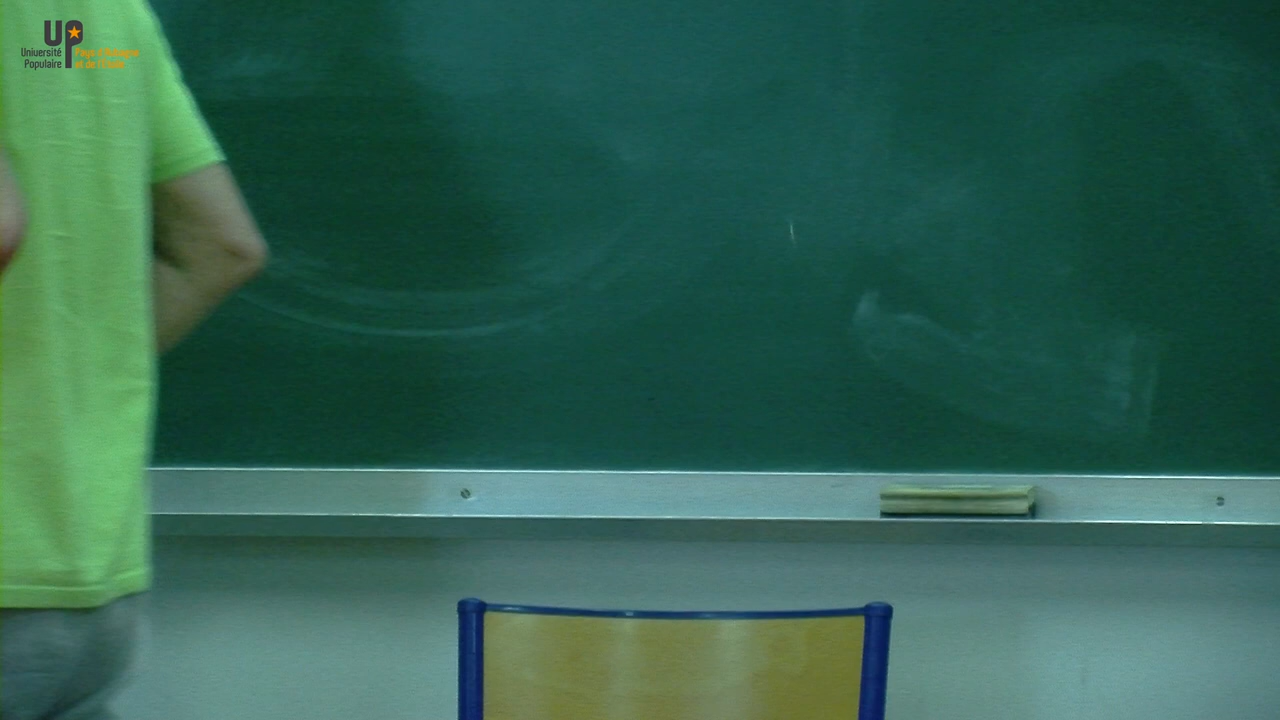 UP
Université
Populaire
Pays d'Aubagne
et de l'Étoile